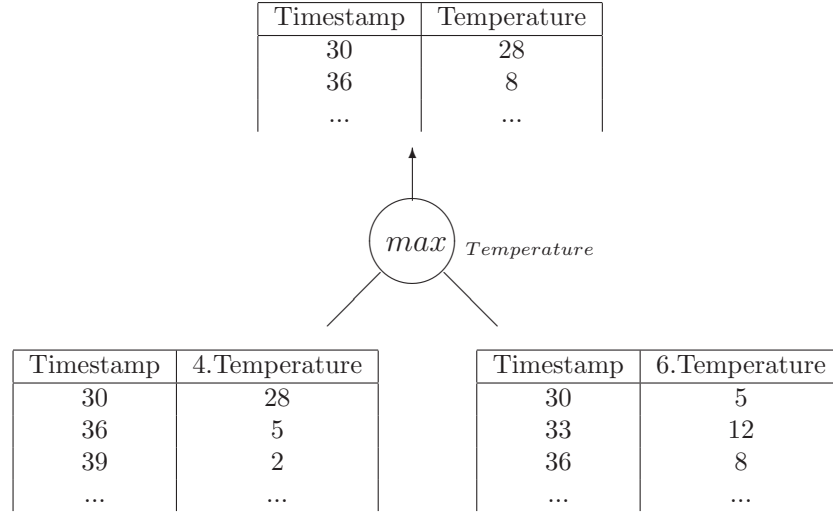 Timestamp Temperature
30 28
36 8
... ...
max Temperature
Timestamp 4.Temperature
30 28
36 5
39 2
... ...
Timestamp 6.Temperature
30 5
33 12
36 8
... ...